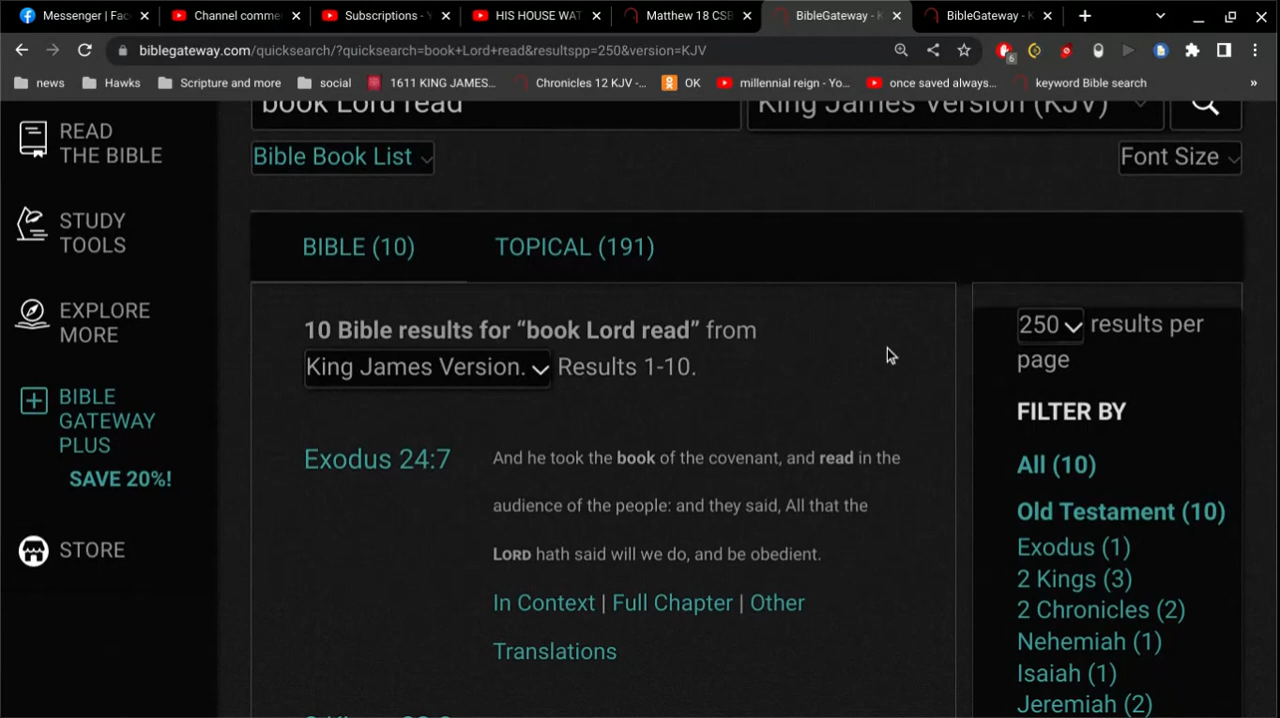 Messenger | Fac
Channel comme
Subscriptions - Y
HIS HOUSE WAT
Matthew 18 CSB
BibleGateway - K
BibleGateway - K
biblegateway.com/quicksearch/?quicksearch=book+Lord+read&resultspp=250&version=KJV
6
news
Hawks
Scripture and more
social
1611 KING JAMES...
Chronicles 12 KJV -...
OK
millennial reign - Yo...
once saved always...
keyword Bible search
»
book Lord read
King James Version (KJV)
Bible Book List
Font Size
READ
THE BIBLE
STUDY
TOOLS
EXPLORE
MORE
BIBLE
GATEWAY
PLUS
SAVE 20%!
STORE
BIBLE (10)
TOPICAL (191)
10 Bible results for “book Lord read” from
King James Version. Results 1-10.
Exodus 24:7
And he took the book of the covenant, and read in the
audience of the people: and they said, All that the
LORD hath said will we do, and be obedient.
In Context | Full Chapter | Other
Translations
250 results per
page
FILTER BY
All (10)
Old Testament (10)
Exodus (1)
2 Kings (3)
2 Chronicles (2)
Nehemiah (1)
Isaiah (1)
Jeremiah (2)